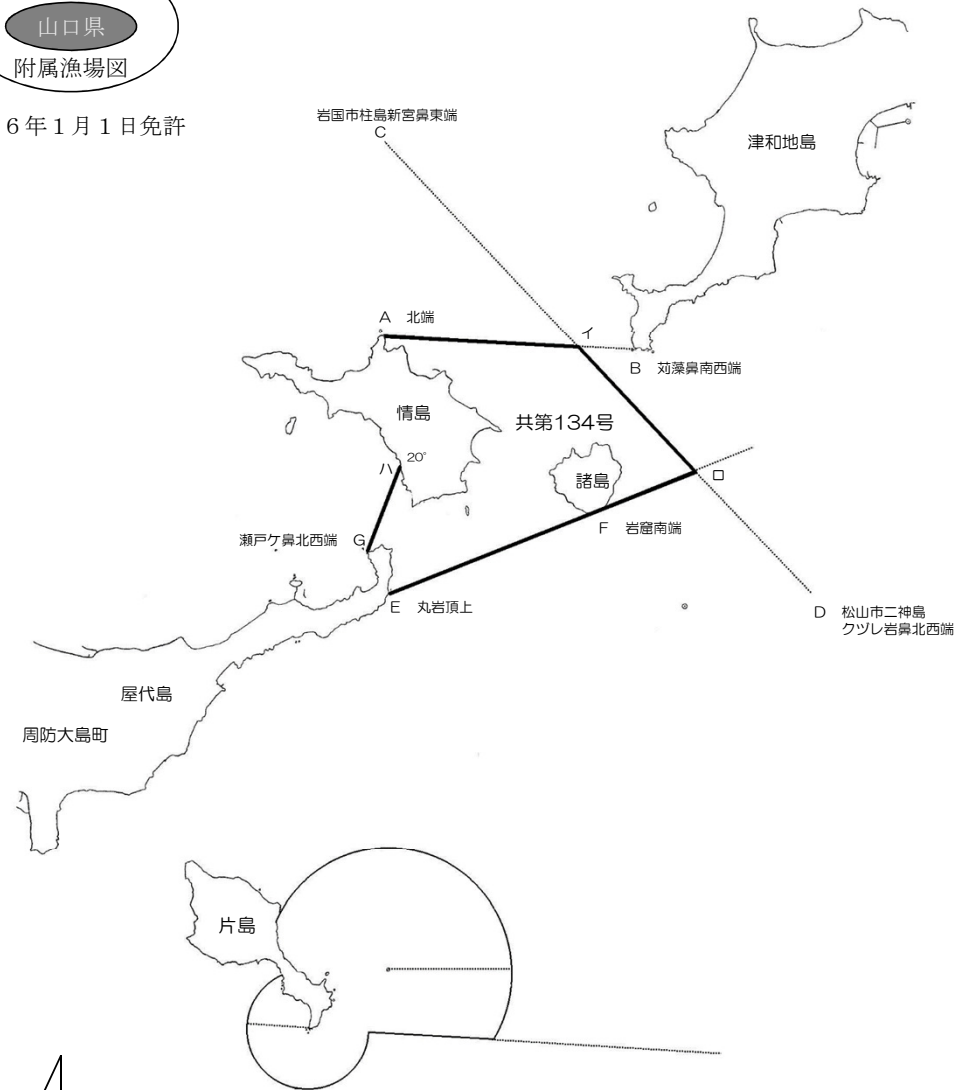 山口県
附属漁場図
6年1月1日免許
岩国市柱島新宮鼻東端
C
津和地島
A 北端
イ
B 苅藻鼻南西端
情島
共第134号
ハ 20°
諸島
ロ
F 岩窟南端
瀬戸ケ鼻北西端 G
E 丸岩頂上
D 松山市二神島
クヅレ岩鼻北西端
屋代島
周防大島町
片島